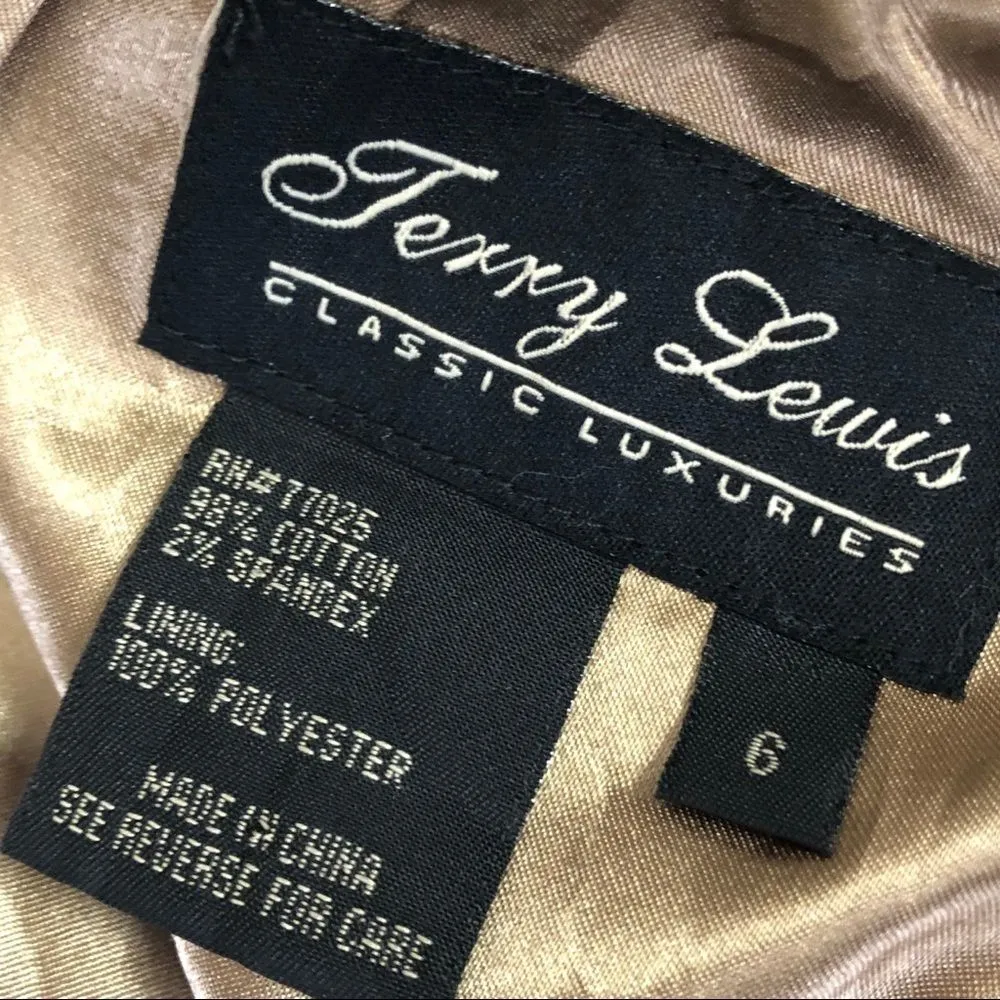 Terry Lewis
CLASSIC LUXURIES
RN#77025
98% COTTON
2% SPANDEX
LINING:
100% POLYESTER
MADE IN CHINA
SEE REVERSE FOR CARE
6